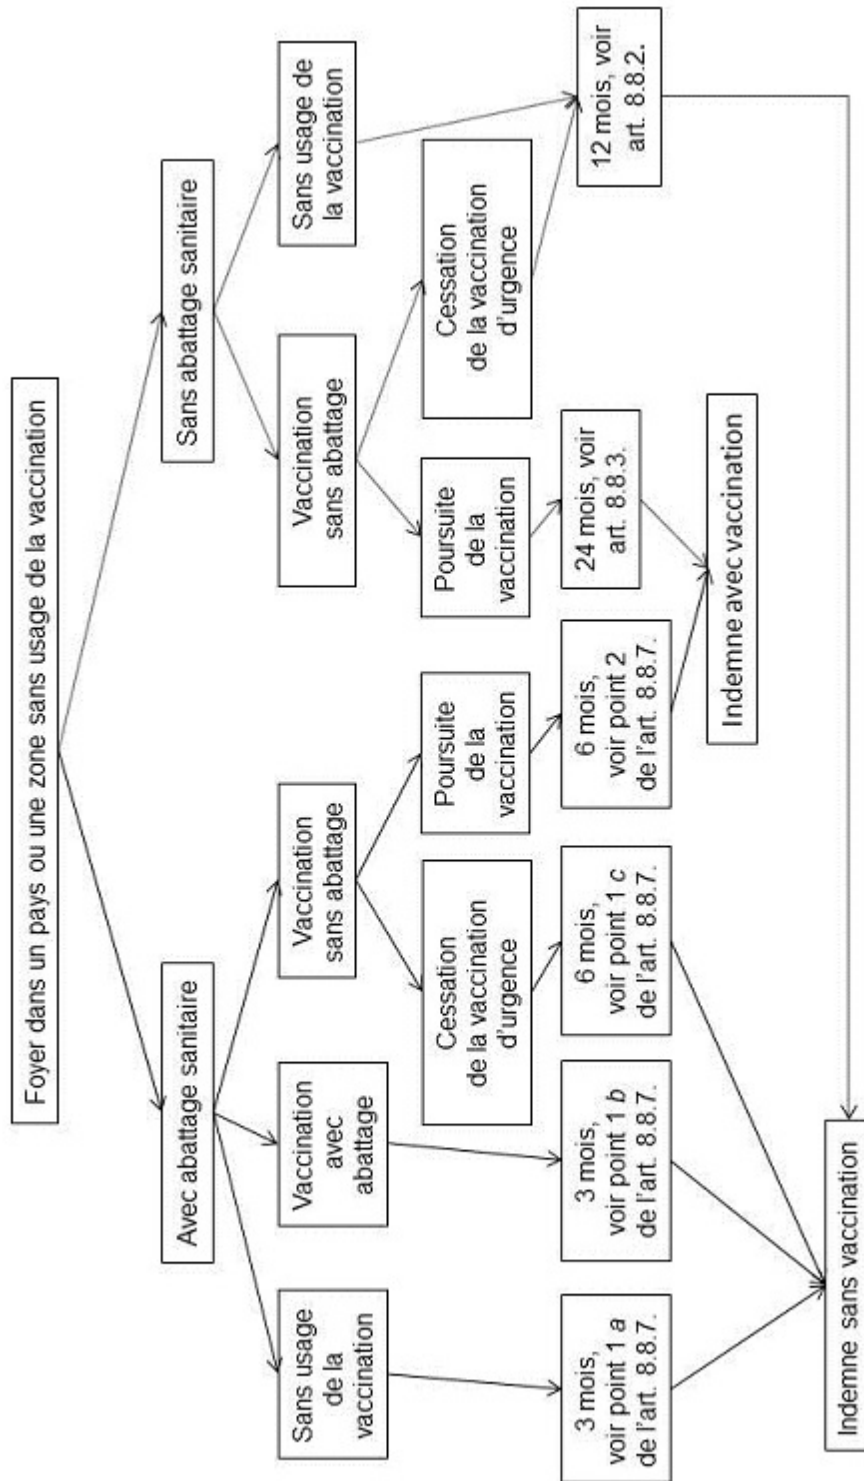 Foyer dans un pays ou une zone sans usage de la vaccination
Avec abattage sanitaire
Sans abattage sanitaire
Sans usage
de la
vaccination
Vaccination
avec
abattage
Vaccination
sans abattage
Vaccination
sans abattage
Sans usage de
la vaccination
Cessation
de la vaccination
d’urgence
Poursuite
de la
vaccination
Poursuite
de la
vaccination
Cessation
de la vaccination
d’urgence
3 mois,
voir point 1 a
de l’art. 8.8.7.
3 mois,
voir point 1 b
de l’art. 8.8.7.
6 mois,
voir point 1 c
de l’art. 8.8.7.
6 mois,
voir point 2
de l’art. 8.8.7.
24 mois, voir
art. 8.8.3.
12 mois, voir
art. 8.8.2.
Indemne avec vaccination
Indemne sans vaccination